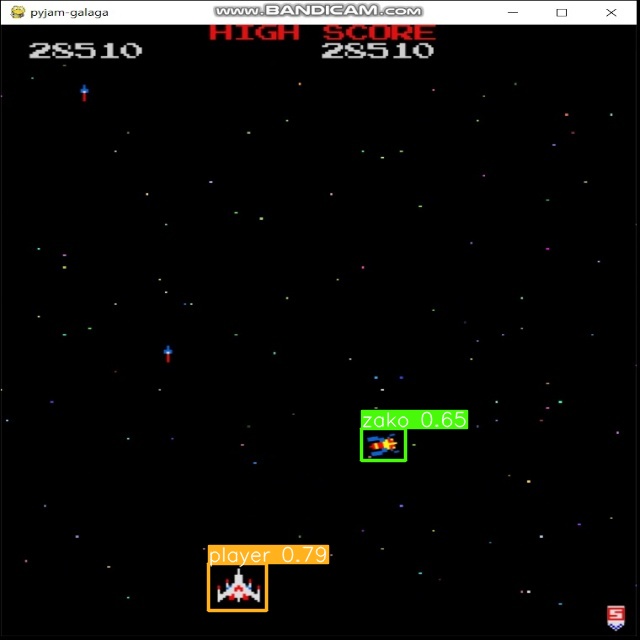 pyjam-galaga
www.BANDICAM.com
HIGH SCORE
28510 28510
zako 0.65
player 0.79
5